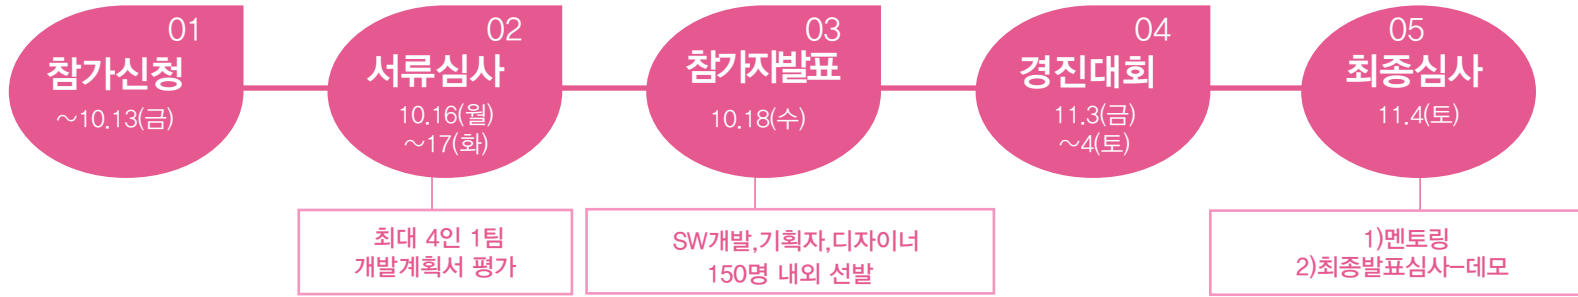 01
참가신청
~10.13(금)
02
서류심사
10.16(월)
~17(화)
03
참가자발표
10.18(수)
04
경진대회
11.3(금)
~4(토)
05
최종심사
11.4(토)
최대 4인 1팀
개발계획서 평가
SW개발,기획자,디자이너
150명 내외 선발
1)멘토링
2)최종발표심사-데모